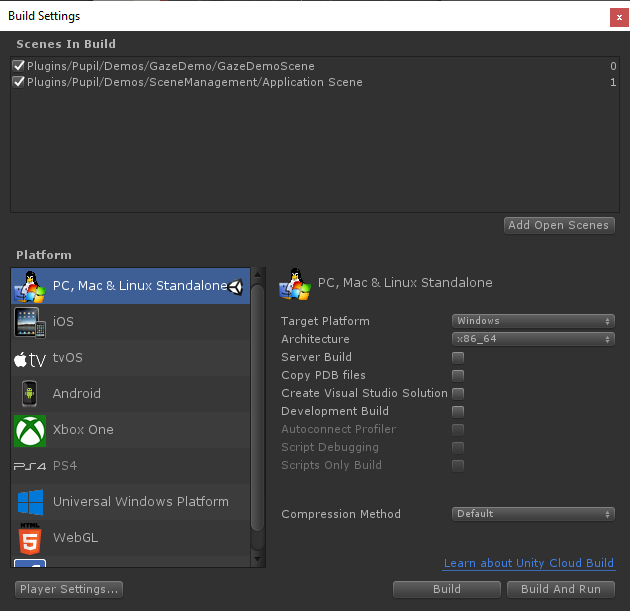 Build Settings
x
Scenes In Build
Plugins/Pupil/Demos/GazeDemo/GazeDemoScene 0
Plugins/Pupil/Demos/SceneManagement/Application Scene 1
Add Open Scenes
Platform
PC, Mac & Linux Standalone
iOS
tv tvOS
Android
Xbox One
PS4 PS4
Universal Windows Platform
HTML 5 WebGL
PC, Mac & Linux Standalone
Target Platform Windows
Architecture x86_64
Server Build
Copy PDB files
Create Visual Studio Solution
Development Build
Autoconnect Profiler
Script Debugging
Scripts Only Build
Compression Method Default
Learn about Unity Cloud Build
Player Settings...
Build
Build And Run